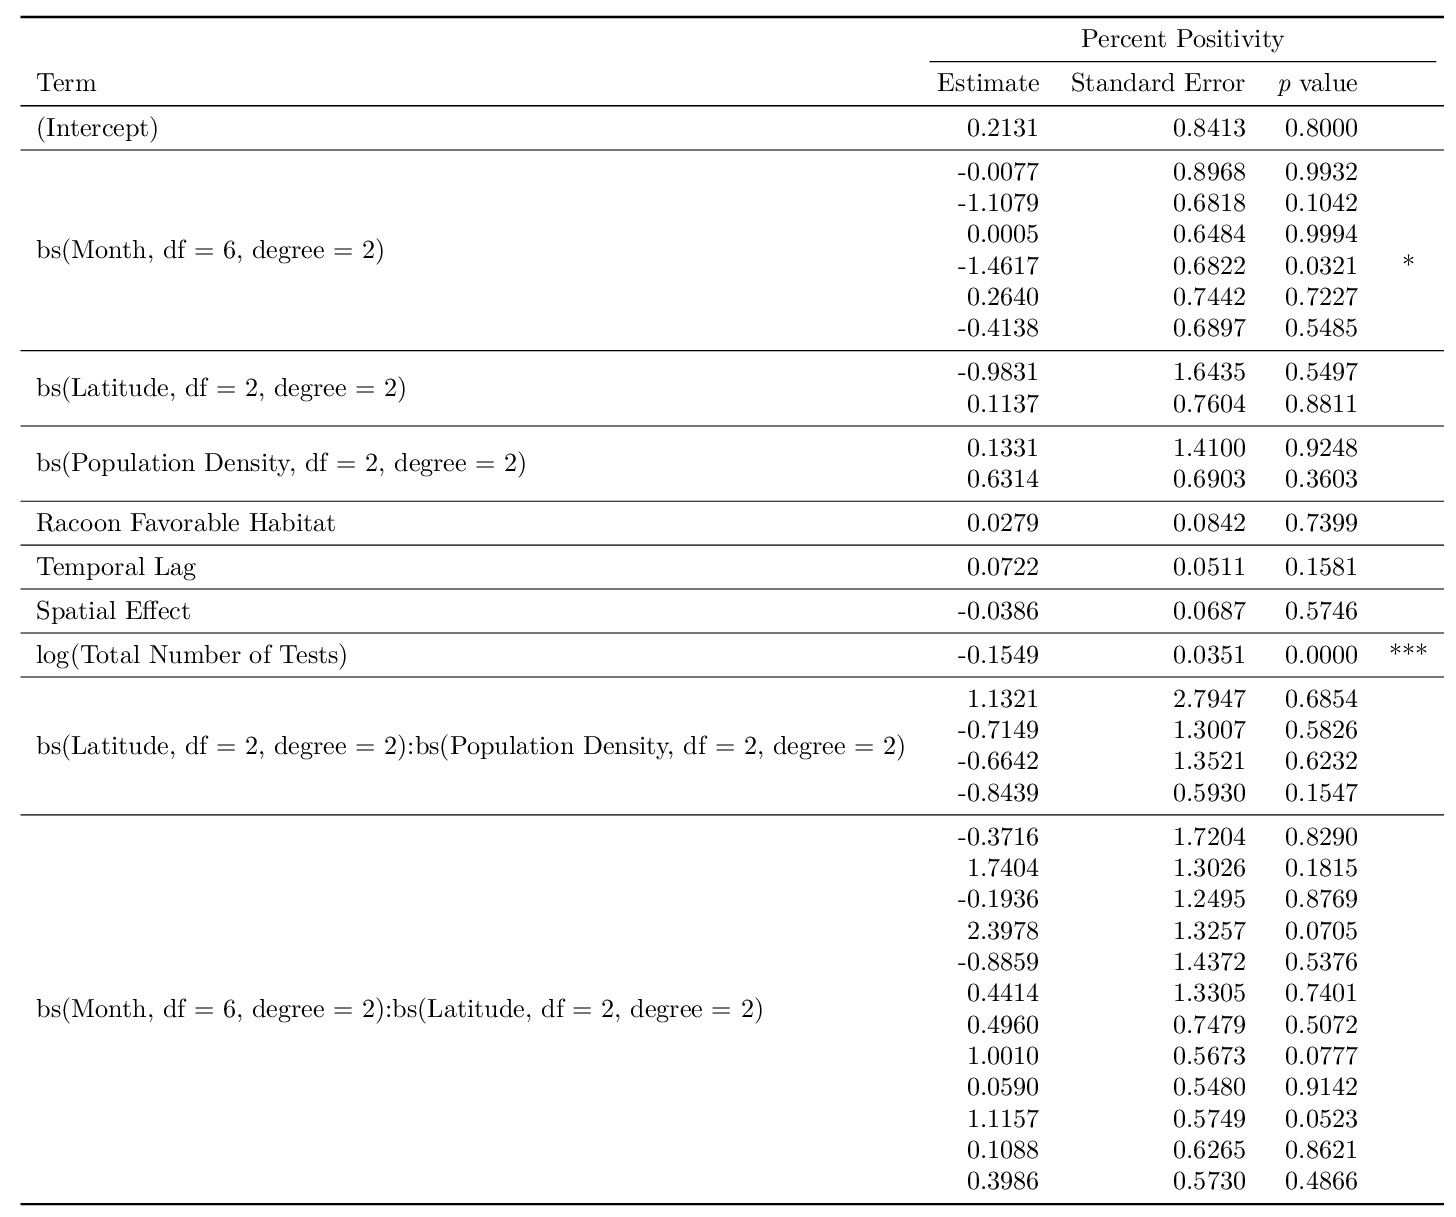 Percent Positivity
Term Estimate Standard Error p value
(Intercept) 0.2131 0.8413 0.8000
-0.0077 0.8968 0.9932
-1.1079 0.6818 0.1042
0.0005 0.6484 0.9994
bs(Month, df = 6, degree = 2)
-1.4617 0.6822 0.0321 *
0.2640 0.7442 0.7227
-0.4138 0.6897 0.5485
-0.9831 1.6435 0.5497
bs(Latitude, df = 2, degree = 2)
0.1137 0.7604 0.8811
0.1331 1.4100 0.9248
bs(Population Density, df = 2, degree = 2)
0.6314 0.6903 0.3603
Racoon Favorable Habitat 0.0279 0.0842 0.7399
Temporal Lag 0.0722 0.0511 0.1581
Spatial Effect -0.0386 0.0687 0.5746
log(Total Number of Tests) -0.1549 0.0351 0.0000 ***
1.1321 2.7947 0.6854
-0.7149 1.3007 0.5826
bs(Latitude, df = 2, degree = 2):bs(Population Density, df = 2, degree = 2)
-0.6642 1.3521 0.6232
-0.8439 0.5930 0.1547
-0.3716 1.7204 0.8290
1.7404 1.3026 0.1815
-0.1936 1.2495 0.8769
2.3978 1.3257 0.0705
-0.8859 1.4372 0.5376
0.4414 1.3305 0.7401
bs(Month, df = 6, degree = 2):bs(Latitude, df = 2, degree = 2)
0.4960 0.7479 0.5072
1.0010 0.5673 0.0777
0.0590 0.5480 0.9142
1.1157 0.5749 0.0523
0.1088 0.6265 0.8621
0.3986 0.5730 0.4866